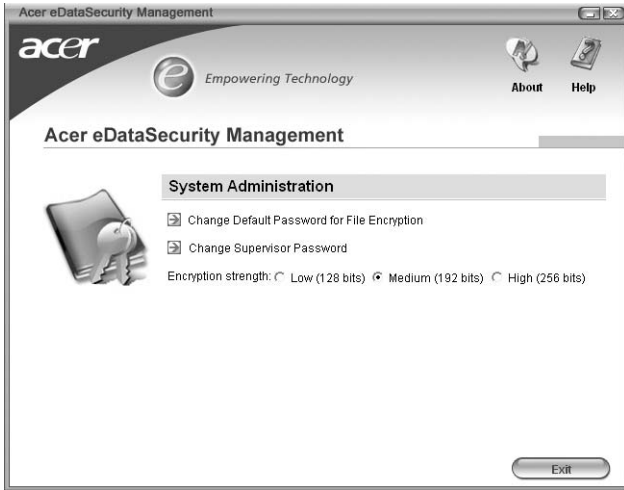 Acer eDataSecurity Management
acer
e
Empowering Technology
About
Help
Acer eDataSecurity Management
System Administration
Change Default Password for File Encryption
Change Supervisor Password
Encryption strength: Low (128 bits) Medium (192 bits) High (256 bits)
Exit